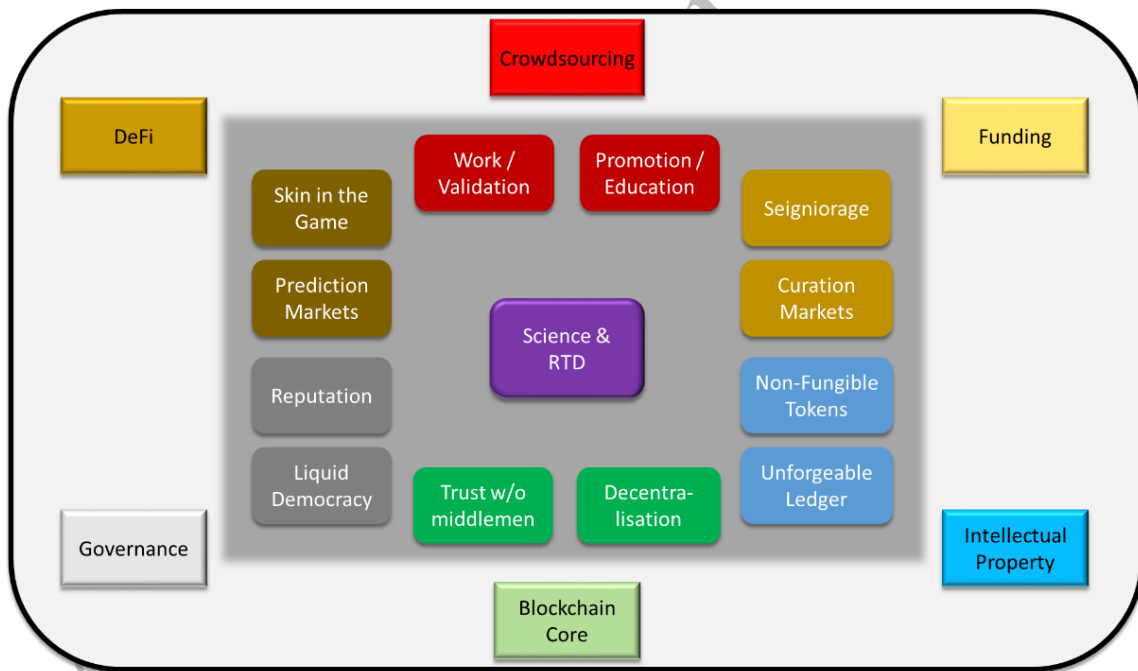 Crowdsourcing
DeFi
Funding
Work /
Validation
Promotion /
Education
Skin in the
Game
Seigniorage
Prediction
Markets
Curation
Markets
Science &
RTD
Reputation
Non-Fungible
Tokens
Liquid
Democracy
Trust w/o
middlemen
Decentra-
lisation
Unforgeable
Ledger
Governance
Intellectual
Property
Blockchain
Core